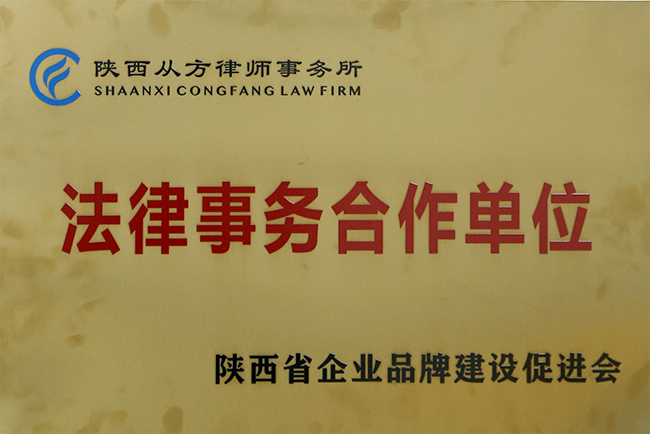 陕西从方律师事务所
SHAANXI CONGFANG LAW FIRM
法律事务合作单位
陕西省企业品牌建设促进会